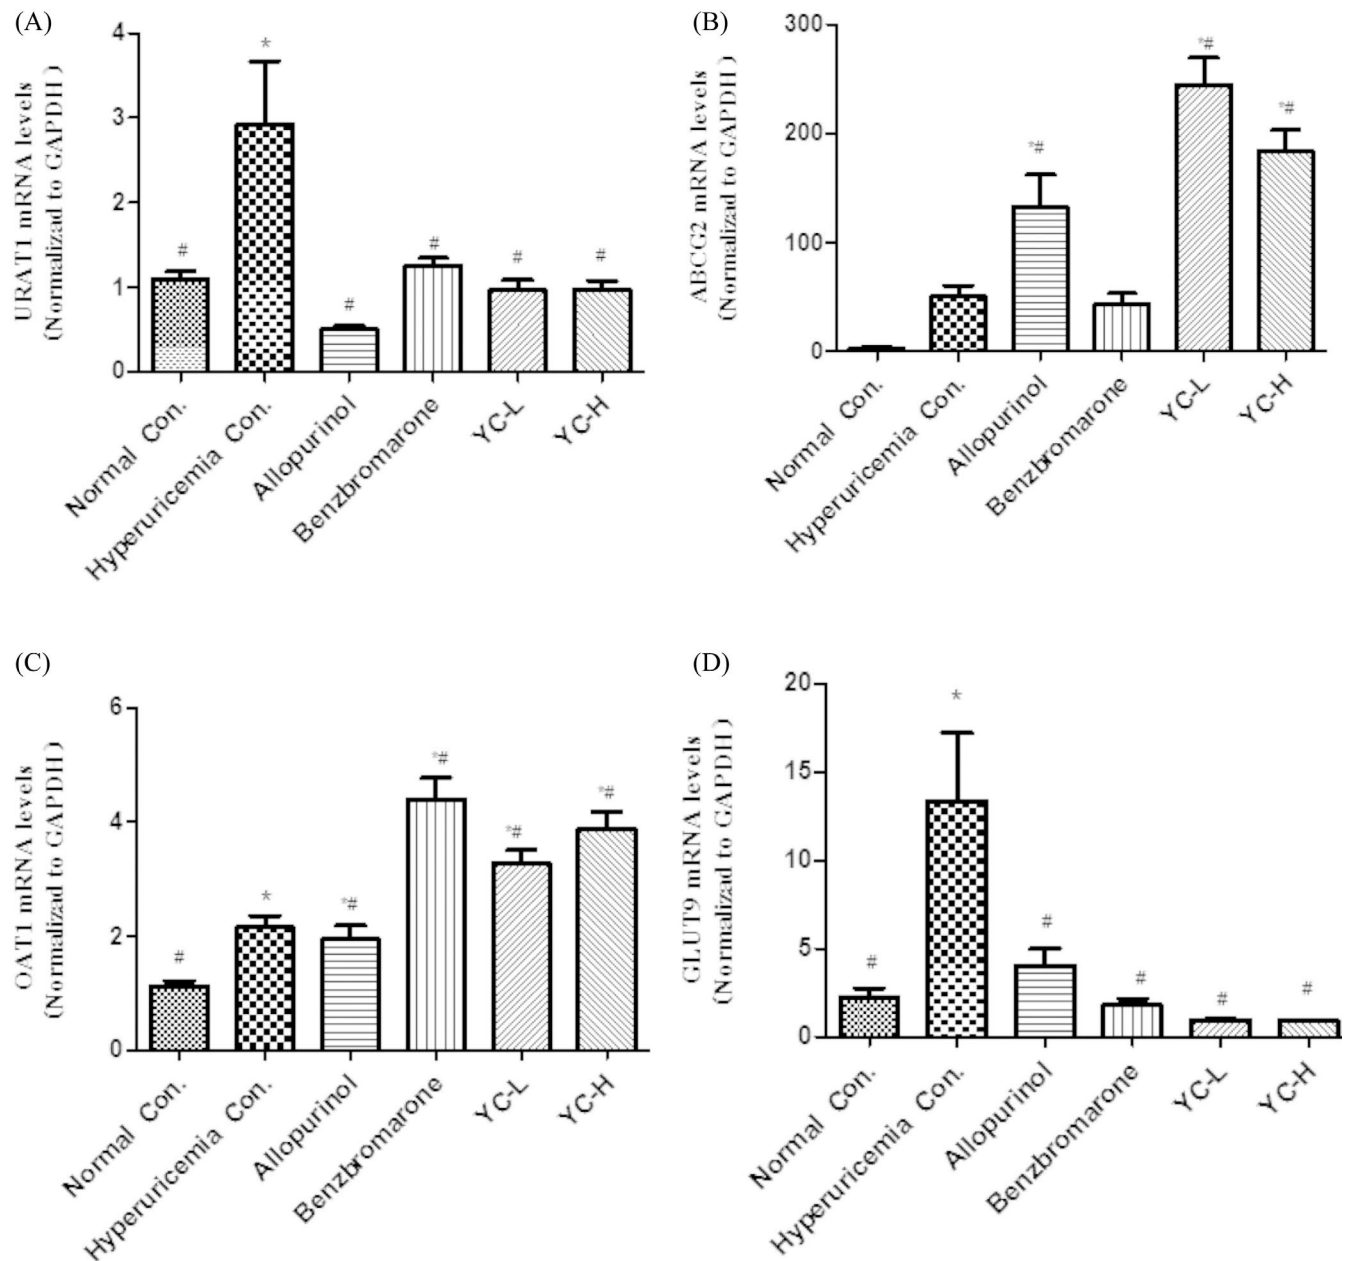 (A)
URAT1 mRNA levels
(Normalizad to GAPDH )
4
3
2
1
0
*
#
#
#
#
#
Normal Con.
Hyperuricemia Con.
Allopurinol
Benzbromarone
YC-L
YC-H
(B)
ABCG2 mRNA levels
(Normalizad to GAPDH )
300
200
100
0
*#
*#
*#
Normal Con.
Hyperuricemia Con.
Allopurinol
Benzbromarone
YC-L
YC-H
(C)
OAT1 mRNA levels
(Normalizad to GAPDH )
6
4
2
0
#
*
*#
*#
*#
*#
Normal Con.
Hyperuricemia Con.
Allopurinol
Benzbromarone
YC-L
YC-H
(D)
GLUT9 mRNA levels
(Normalizad to GAPDH )
20
15
10
5
0
#
*
#
#
#
#
Normal Con.
Hyperuricemia Con.
Allopurinol
Benzbromarone
YC-L
YC-H